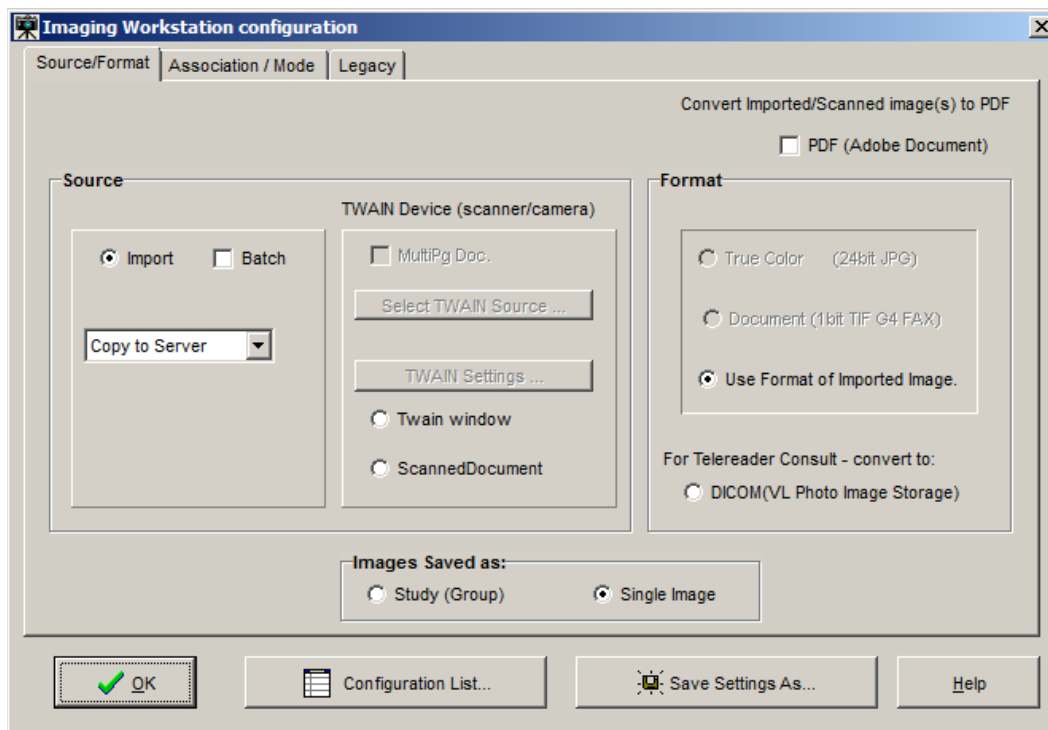 Imaging Workstation configuration
Source/Format Association / Mode Legacy
Convert Imported/Scanned image(s) to PDF
PDF (Adobe Document)
Source
TWAIN Device (scanner/camera)
Import Batch
Copy to Server
MultiPg Doc.
Select TWAIN Source ...
TWAIN Settings ...
Twain window
ScannedDocument
Format
True Color (24bit JPG)
Document (1bit TIF G4 FAX)
Use Format of Imported Image.
For Telereader Consult - convert to:
DICOM(VL Photo Image Storage)
Images Saved as:
Study (Group) Single Image
OK Configuration List... Save Settings As... Help